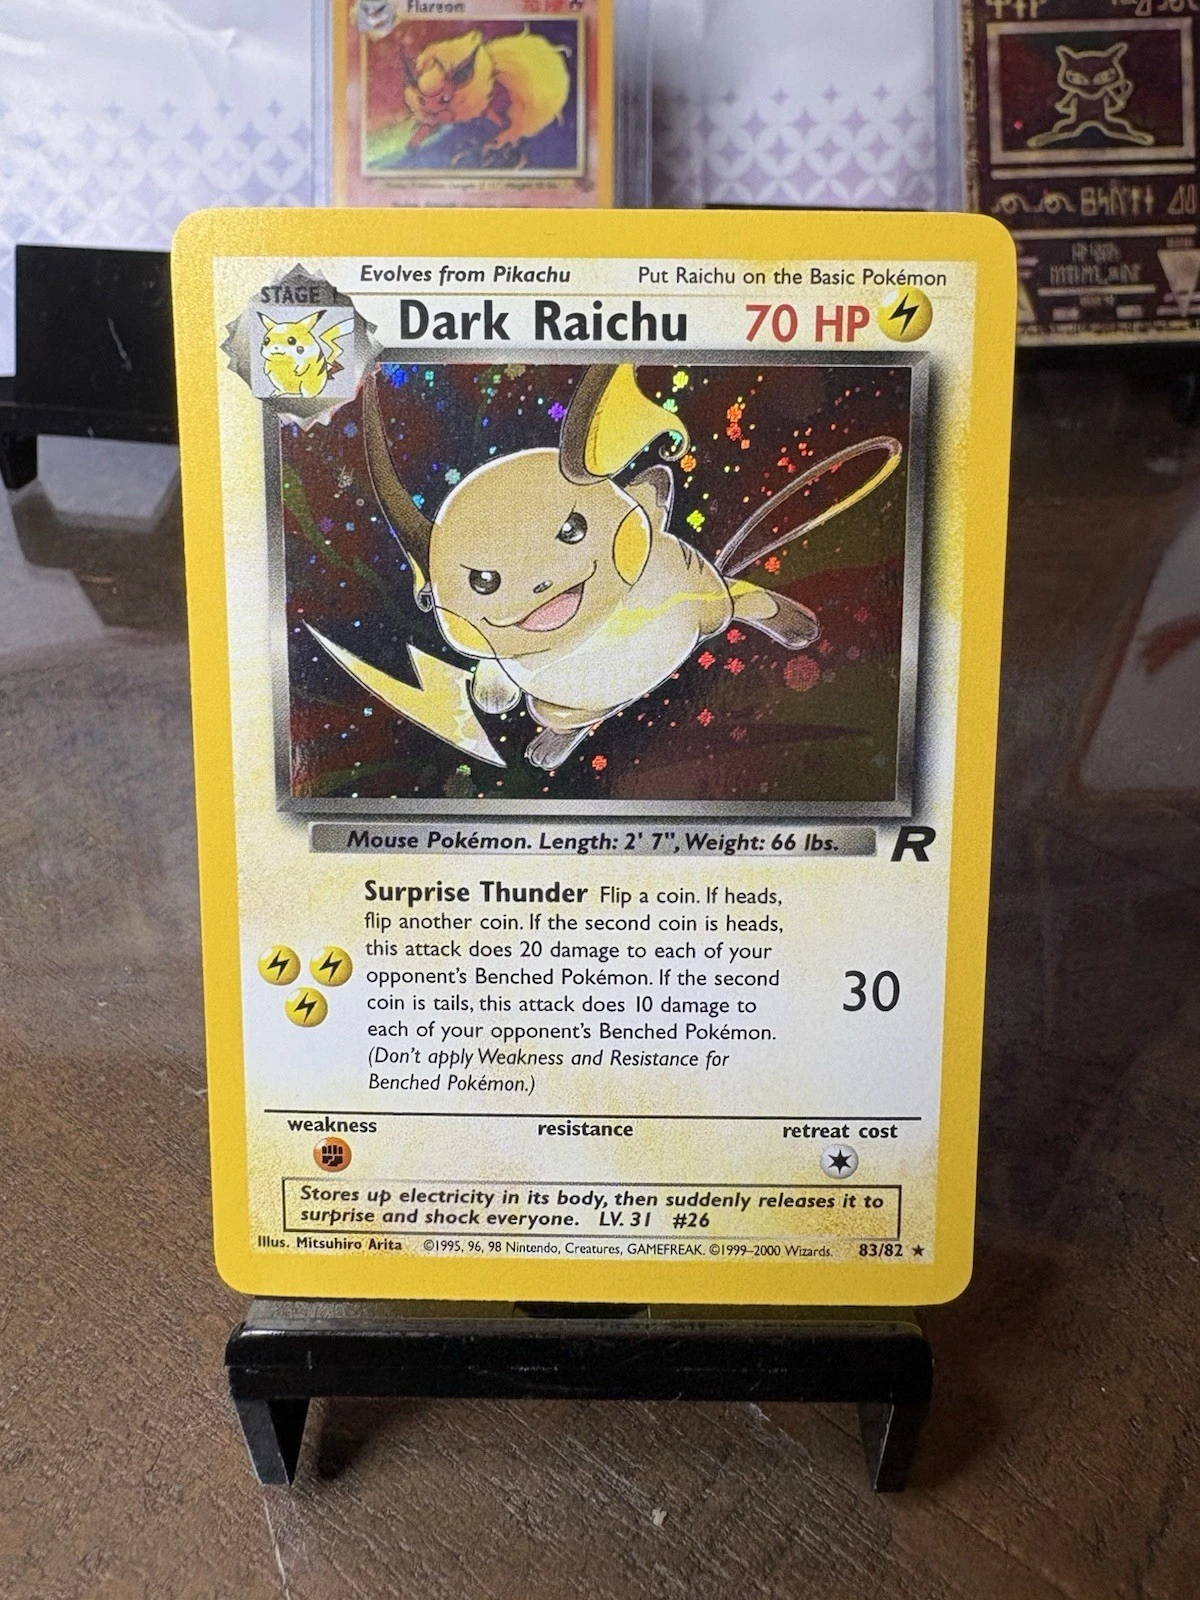 Flareon
Evolves from Pikachu Put Raichu on the Basic Pokémon
STAGE 1
Dark Raichu 70 HP
Mouse Pokémon. Length: 2' 7", Weight: 66 lbs.
R
Surprise Thunder Flip a coin. If heads,
flip another coin. If the second coin is heads,
this attack does 20 damage to each of your
opponent's Benched Pokémon. If the second
coin is tails, this attack does 10 damage to
each of your opponent's Benched Pokémon.
(Don't apply Weakness and Resistance for
Benched Pokémon.)
30
weakness resistance retreat cost
Stores up electricity in its body, then suddenly releases it to
surprise and shock everyone. LV. 31 #26
Illus. Mitsuhiro Arita ©1995, 96, 98 Nintendo, Creatures, GAMEFREAK. ©1999–2000 Wizards. 83/82 ★